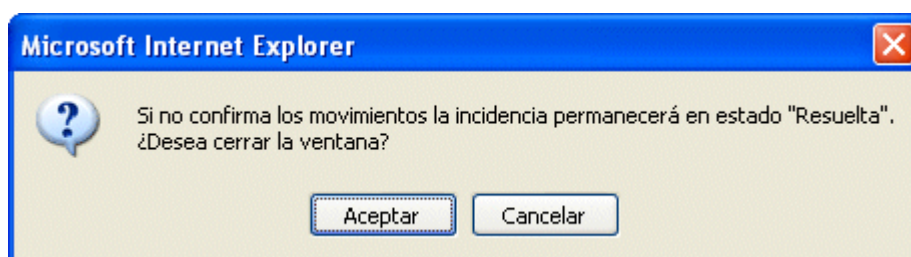 Microsoft Internet Explorer
Si no confirma los movimientos la incidencia permanecerá en estado "Resuelta".
¿Desea cerrar la ventana?
Aceptar Cancelar